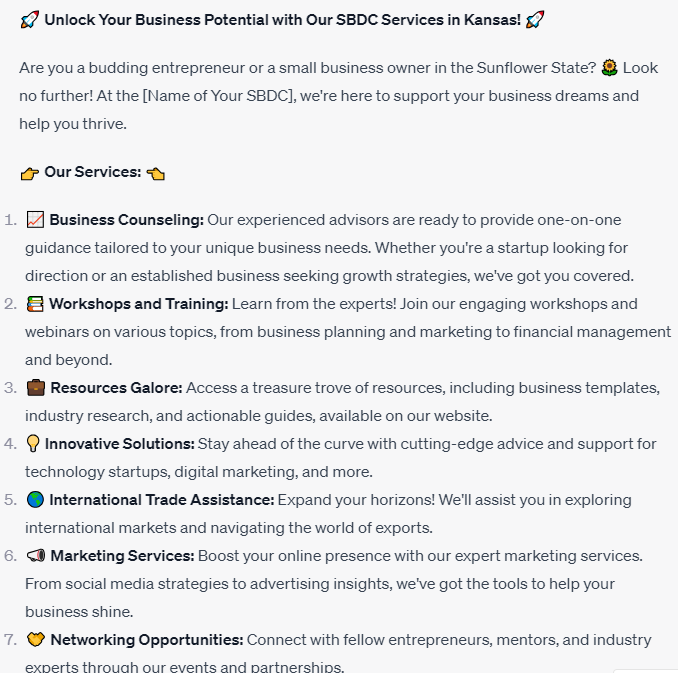 🚀 Unlock Your Business Potential with Our SBDC Services in Kansas! 🚀
Are you a budding entrepreneur or a small business owner in the Sunflower State? 🌻 Look
no further! At the [Name of Your SBDC], we're here to support your business dreams and
help you thrive.
👉 Our Services: 👈
1. 📈 Business Counseling: Our experienced advisors are ready to provide one-on-one
guidance tailored to your unique business needs. Whether you're a startup looking for
direction or an established business seeking growth strategies, we've got you covered.
2. 📚 Workshops and Training: Learn from the experts! Join our engaging workshops and
webinars on various topics, from business planning and marketing to financial management
and beyond.
3. 💼 Resources Galore: Access a treasure trove of resources, including business templates,
industry research, and actionable guides, available on our website.
4. 💡 Innovative Solutions: Stay ahead of the curve with cutting-edge advice and support for
technology startups, digital marketing, and more.
5. 🌎 International Trade Assistance: Expand your horizons! We'll assist you in exploring
international markets and navigating the world of exports.
6. 📢 Marketing Services: Boost your online presence with our expert marketing services.
From social media strategies to advertising insights, we've got the tools to help your
business shine.
7. 🤝 Networking Opportunities: Connect with fellow entrepreneurs, mentors, and industry
experts through our events and partnerships.